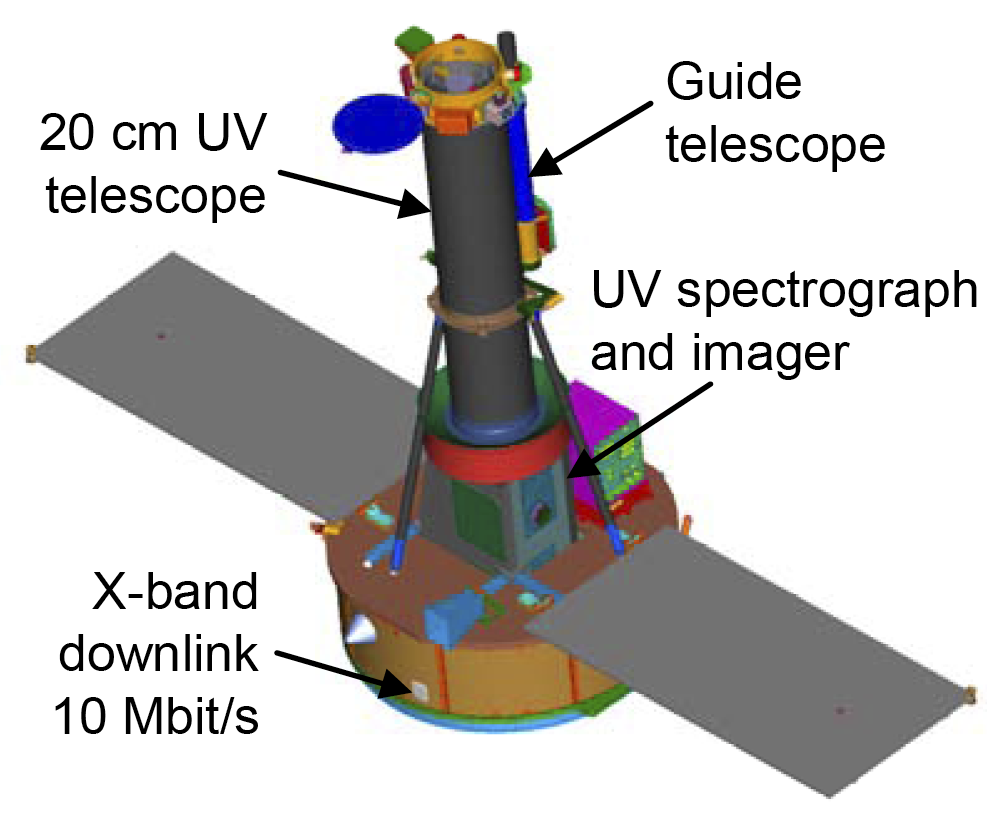 20 cm UV
telescope
Guide
telescope
UV spectrograph
and imager
X-band
downlink
10 Mbit/s